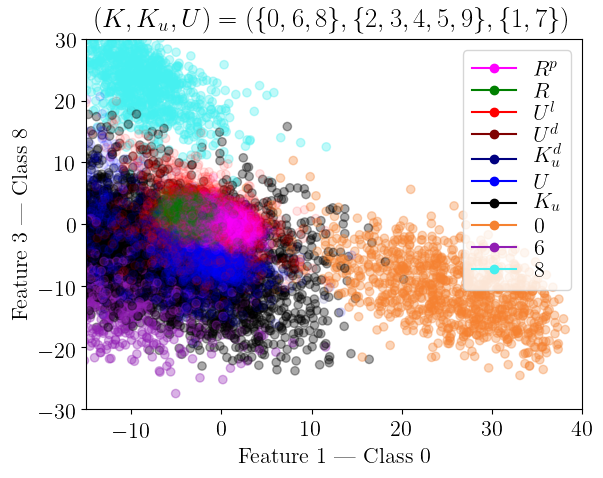 (K, K_u, U) = ({0, 6, 8}, {2, 3, 4, 5, 9}, {1, 7})
Feature 3 — Class 8
30
20
10
0
−10
−20
−30
R^p
R
U^l
U^d
K_u^d
U
K_u
0
6
8
−10
0
10
20
30
40
Feature 1 — Class 0